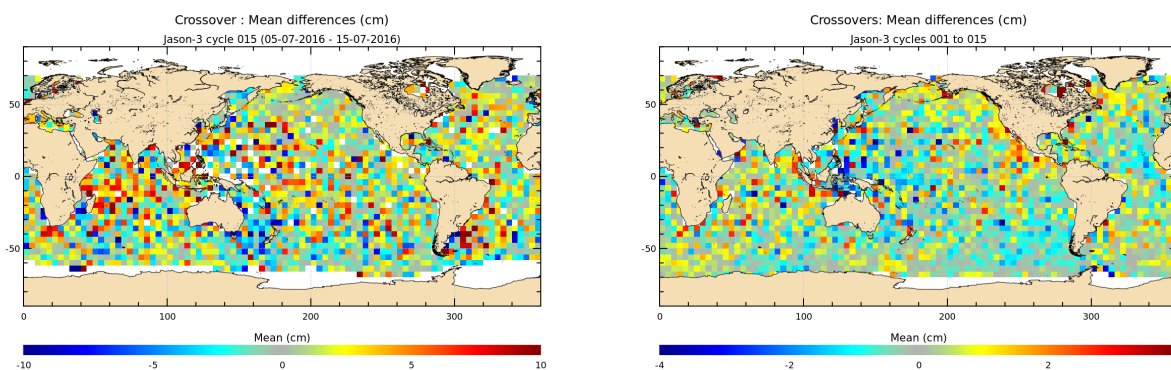 Crossover : Mean differences (cm)
Jason-3 cycle 015 (05-07-2016 - 15-07-2016)
50
0
-50
0 100 200 300
Mean (cm)
-10 -5 0 5 10
Crossovers: Mean differences (cm)
Jason-3 cycles 001 to 015
50
0
-50
0 100 200 300
Mean (cm)
-4 -2 0 2